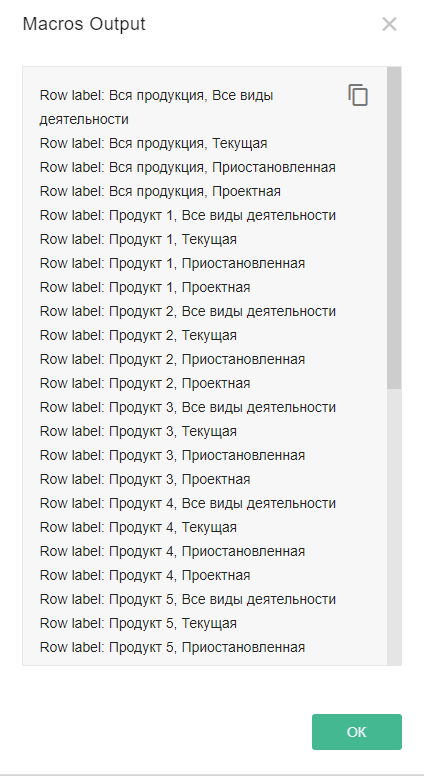 Macros Output
Row label: Вся продукция, Все виды
деятельности
Row label: Вся продукция, Текущая
Row label: Вся продукция, Приостановленная
Row label: Вся продукция, Проектная
Row label: Продукт 1, Все виды деятельности
Row label: Продукт 1, Текущая
Row label: Продукт 1, Приостановленная
Row label: Продукт 1, Проектная
Row label: Продукт 2, Все виды деятельности
Row label: Продукт 2, Текущая
Row label: Продукт 2, Приостановленная
Row label: Продукт 2, Проектная
Row label: Продукт 3, Все виды деятельности
Row label: Продукт 3, Текущая
Row label: Продукт 3, Приостановленная
Row label: Продукт 3, Проектная
Row label: Продукт 4, Все виды деятельности
Row label: Продукт 4, Текущая
Row label: Продукт 4, Приостановленная
Row label: Продукт 4, Проектная
Row label: Продукт 5, Все виды деятельности
Row label: Продукт 5, Текущая
Row label: Продукт 5, Приостановленная
OK